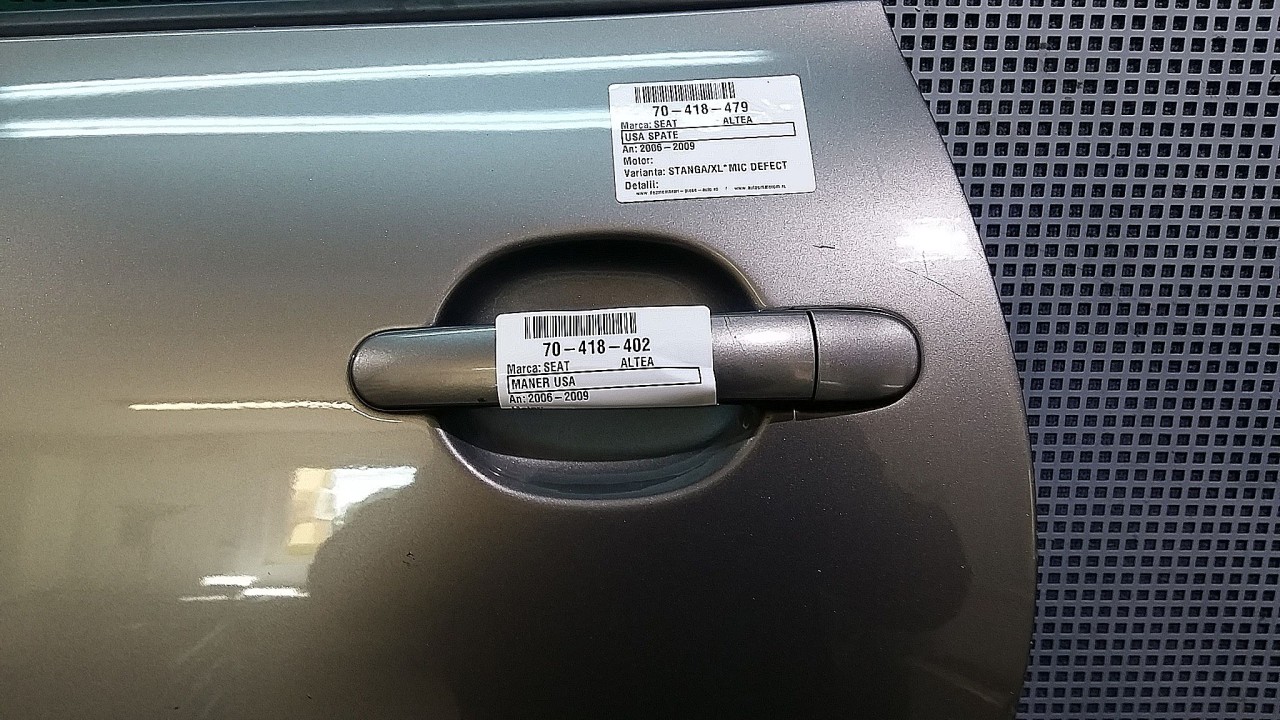 70-418-479
Marca: SEAT ALTEA
USA SPATE
An: 2006-2009
Motor:
Varianta: STANGA/XL*MIC DEFECT
Detalii:
70-418-402
Marca: SEAT ALTEA
MANER USA
An: 2006-2009